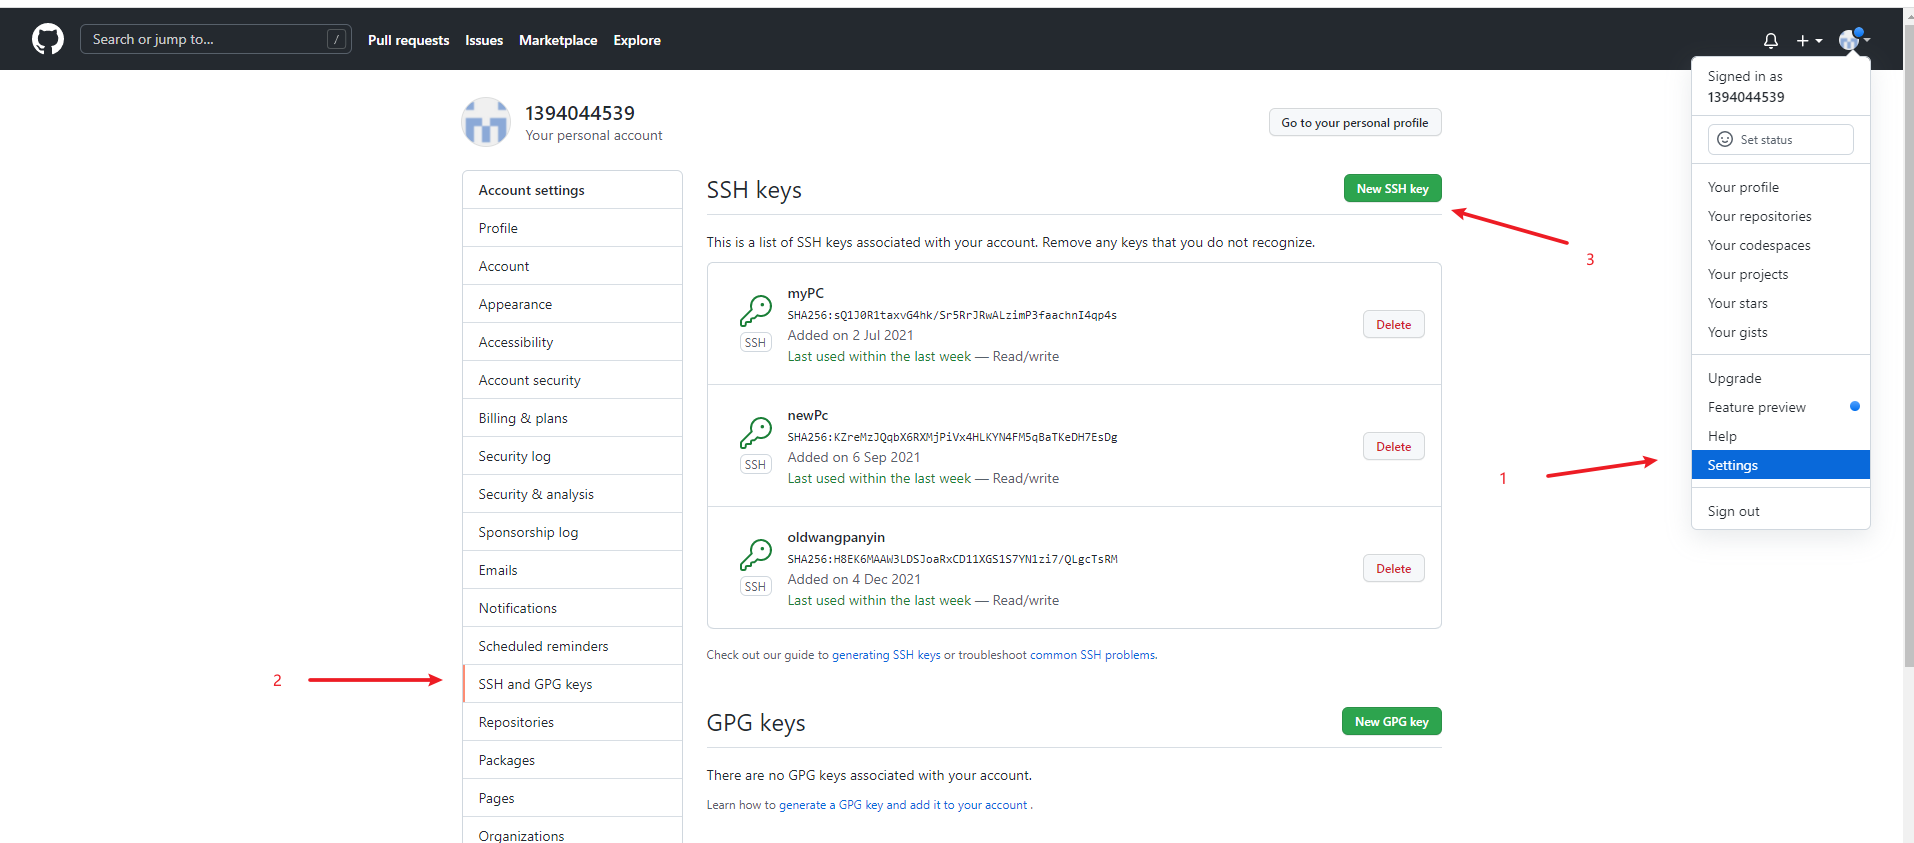 Search or jump to... / Pull requests Issues Marketplace Explore
Signed in as
1394044539
Set status
Your profile
Your repositories
Your codespaces
Your projects
Your stars
Your gists
Upgrade
Feature preview
Help
Settings
Sign out
1394044539
Your personal account
Go to your personal profile
Account settings
Profile
Account
Appearance
Accessibility
Account security
Billing & plans
Security log
Security & analysis
Sponsorship log
Emails
Notifications
Scheduled reminders
SSH and GPG keys
Repositories
Packages
Pages
Organizations
SSH keys
New SSH key
This is a list of SSH keys associated with your account. Remove any keys that you do not recognize.
myPC
SHA256:sQ1J0R1taxvG4hk/Sr5RrJRwALzimP3faachnI4qp4s
Added on 2 Jul 2021
SSH
Last used within the last week — Read/write
Delete
newPc
SHA256:KZreMzJQqbX6RXMjPiVx4HLKYN4FM5qBaTKeDH7EsDg
Added on 6 Sep 2021
SSH
Last used within the last week — Read/write
Delete
oldwangpanyin
SHA256:H8EK6MAAW3LDSJoaRxCD11XGS1S7YN1zi7/QLgcTsRM
Added on 4 Dec 2021
SSH
Last used within the last week — Read/write
Delete
Check out our guide to generating SSH keys or troubleshoot common SSH problems.
GPG keys
New GPG key
There are no GPG keys associated with your account.
Learn how to generate a GPG key and add it to your account .
1
2
3